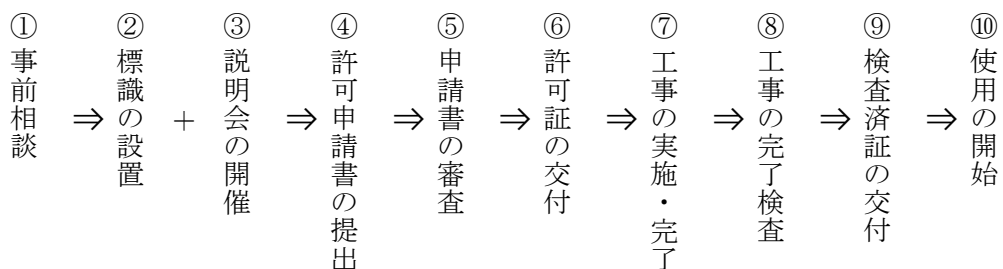 ①事前相談
⇒
②標識の設置
＋
③説明会の開催
⇒
④許可申請書の提出
⇒
⑤申請書の審査
⇒
⑥許可証の交付
⇒
⑦工事の実施・完了
⇒
⑧工事の完了検査
⇒
⑨検査済証の交付
⇒
⑩使用の開始